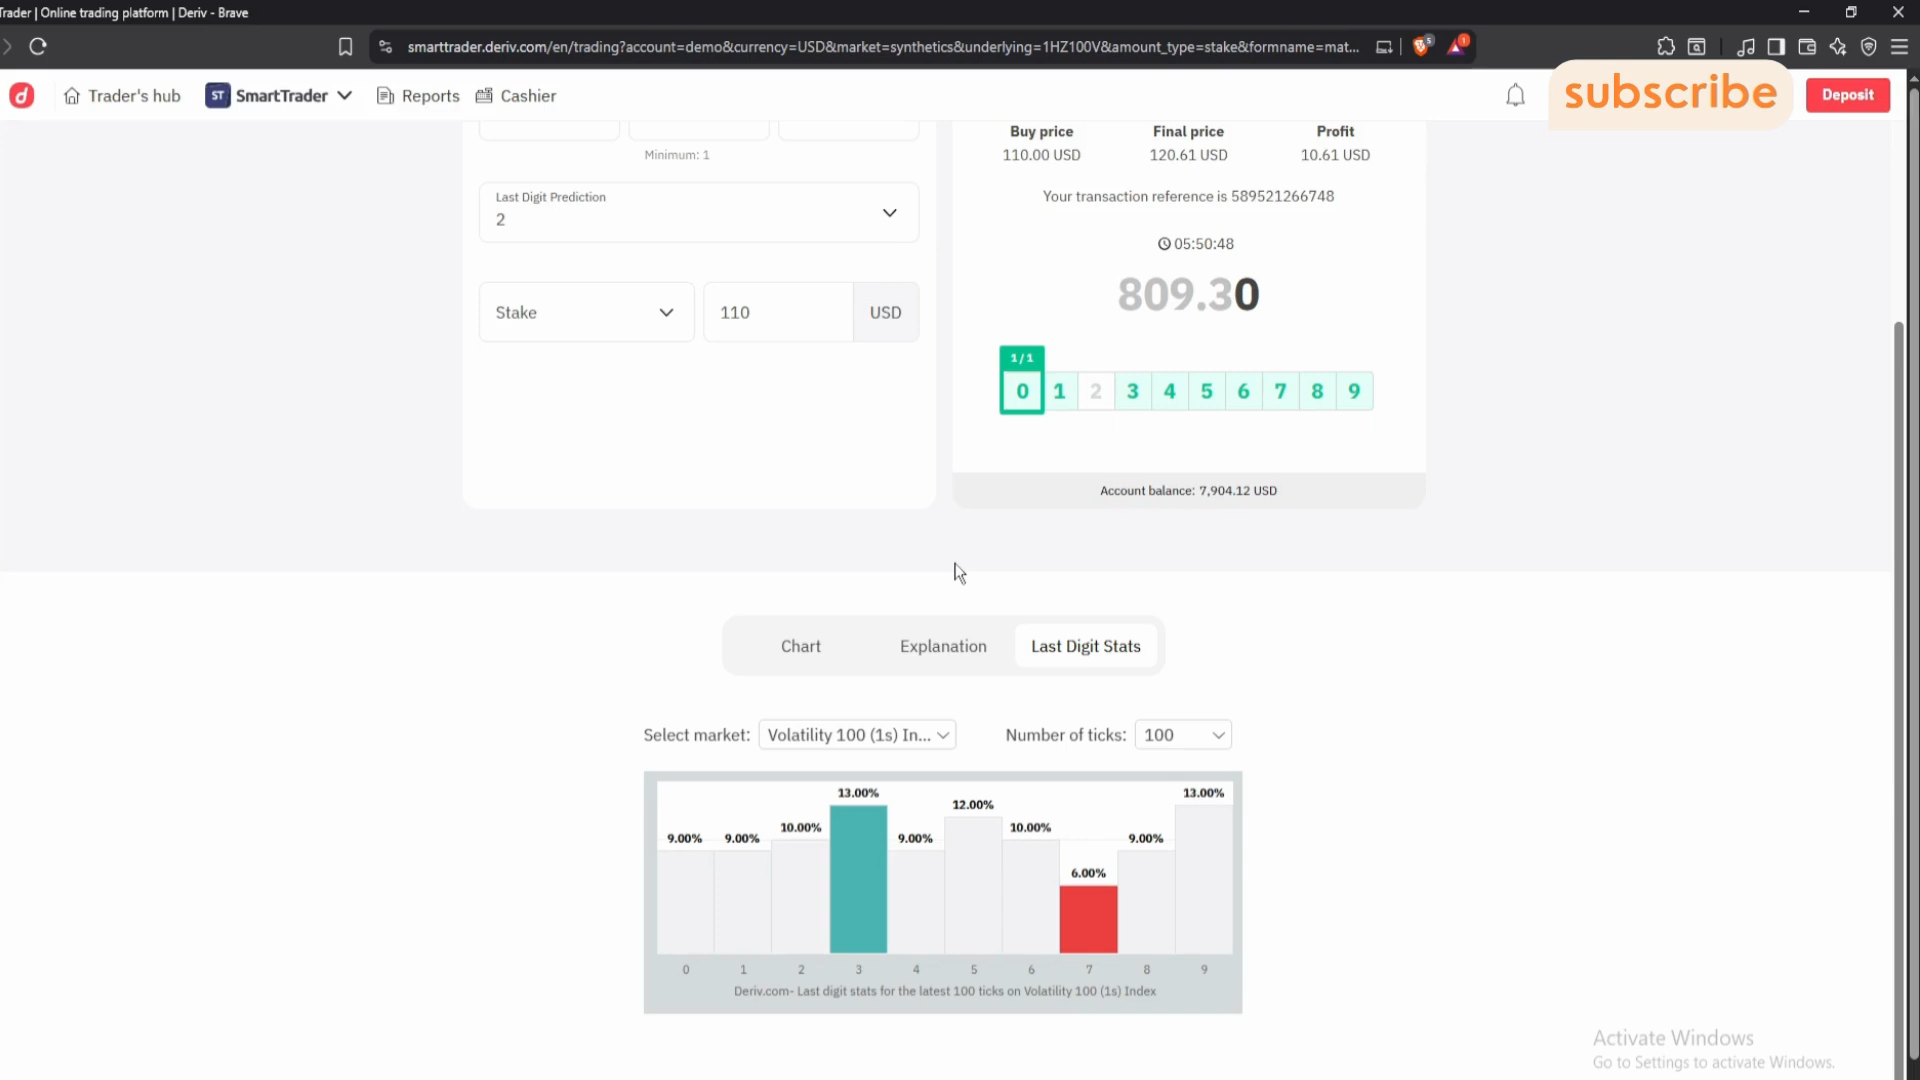 Trader | Online trading platform | Deriv - Brave
smarttrader.deriv.com/en/trading?account=demo&currency=USD&market=synthetics&underlying=1HZ100V&amount_type=stake&formname=mat...
5
1
Trader's hub
ST SmartTrader
Reports
Cashier
subscribe
Deposit
Minimum: 1
Last Digit Prediction
2
Stake
110
USD
Buy price Final price Profit
110.00 USD 120.61 USD 10.61 USD
Your transaction reference is 589521266748
05:50:48
809.30
1/1
0 1 2 3 4 5 6 7 8 9
Account balance: 7,904.12 USD
Chart Explanation Last Digit Stats
Select market: Volatility 100 (1s) In... Number of ticks: 100
9.00% 9.00% 10.00% 13.00% 9.00% 12.00% 10.00% 6.00% 9.00% 13.00%
0 1 2 3 4 5 6 7 8 9
Deriv.com- Last digit stats for the latest 100 ticks on Volatility 100 (1s) Index
Activate Windows
Go to Settings to activate Windows.